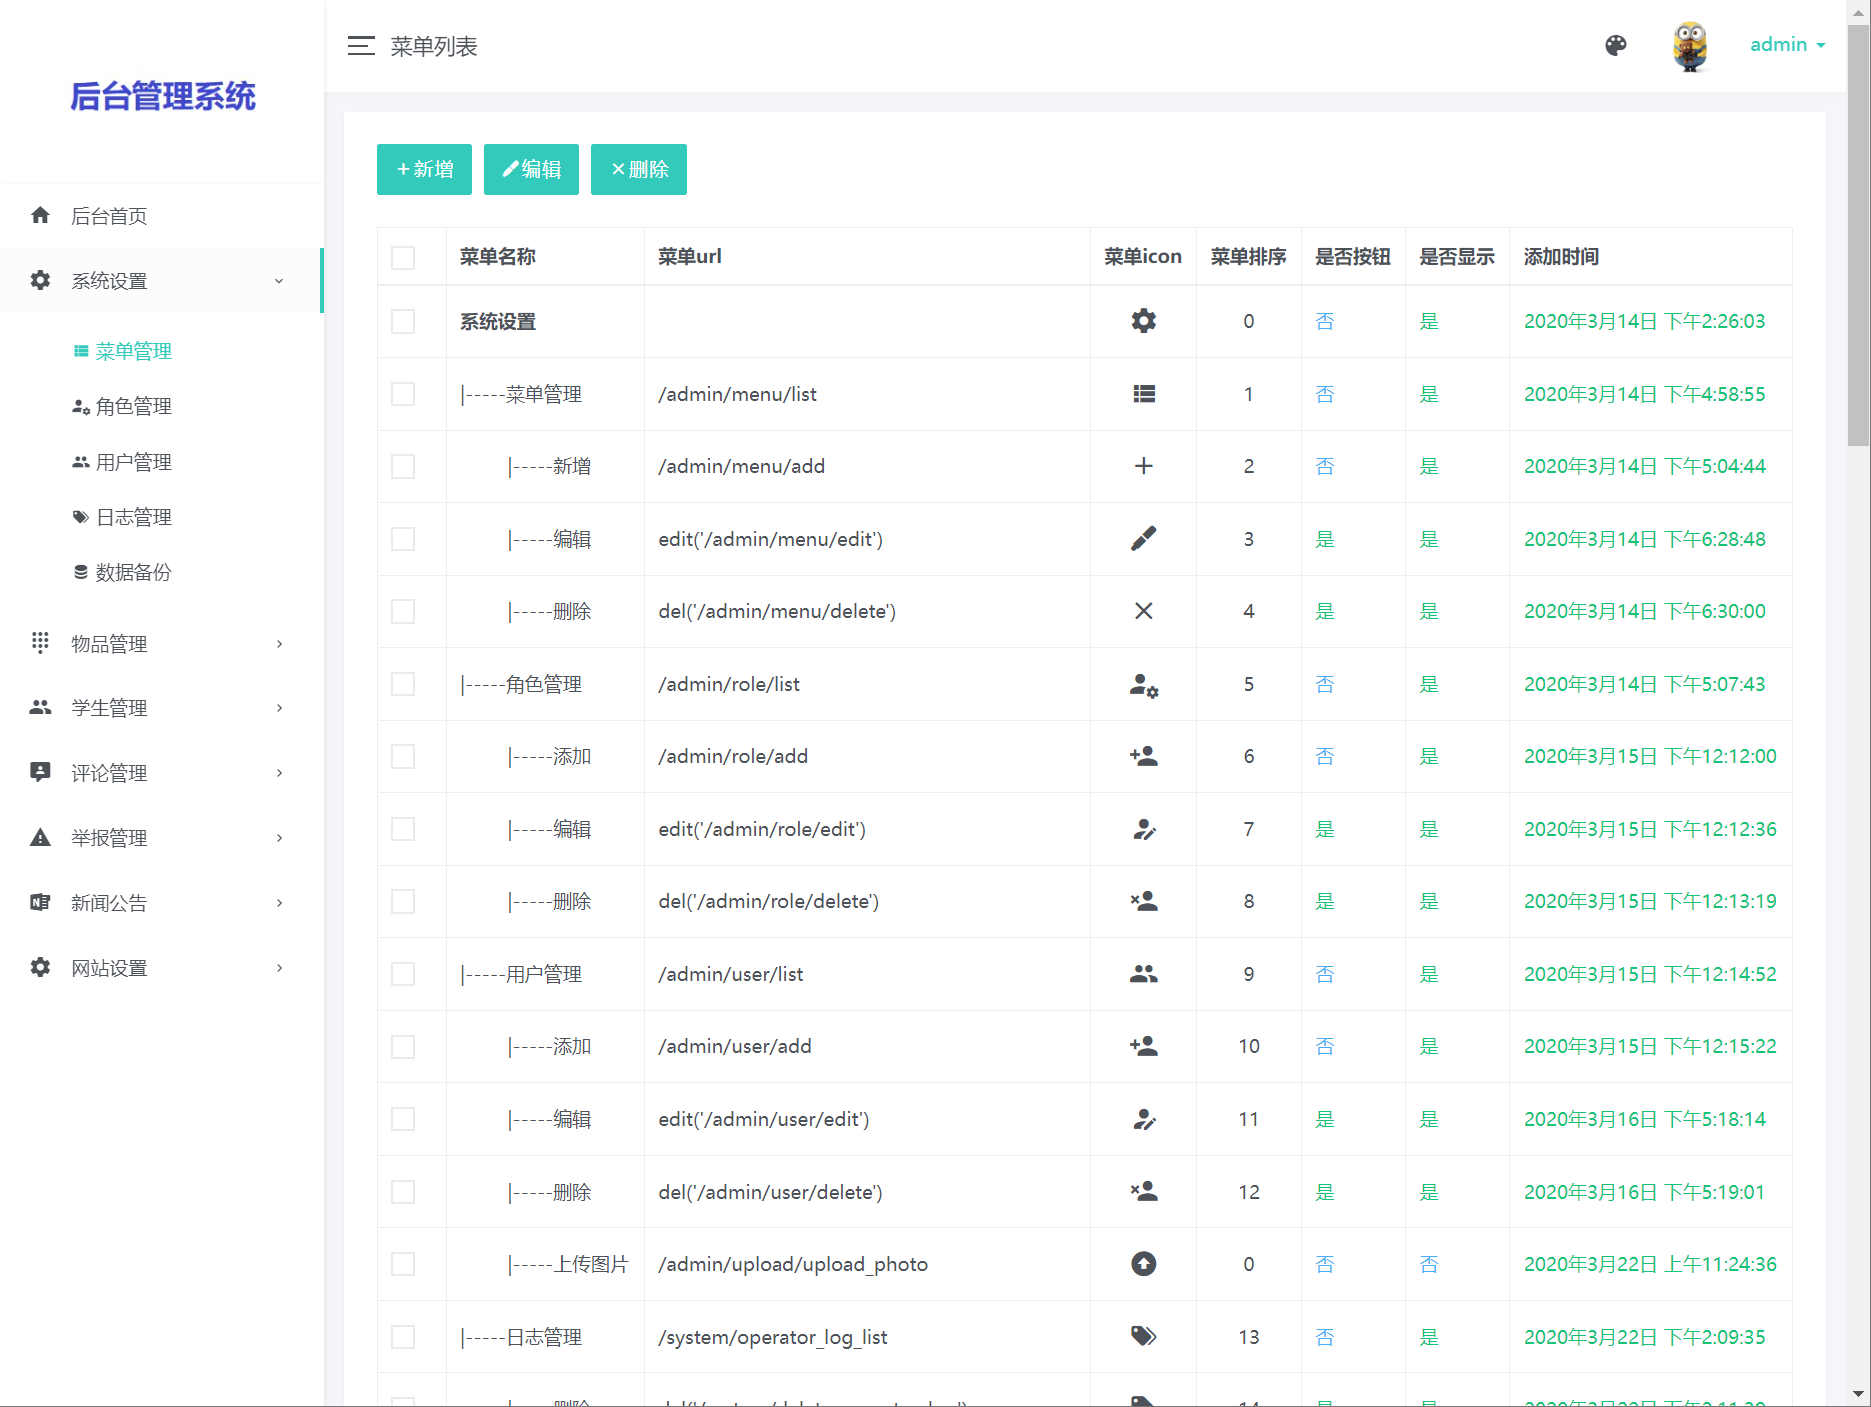 后台管理系统
菜单列表
admin
后台首页
系统设置
菜单管理
角色管理
用户管理
日志管理
数据备份
物品管理
学生管理
评论管理
举报管理
新闻公告
网站设置
+新增 编辑 ×删除
菜单名称 菜单url 菜单icon 菜单排序 是否按钮 是否显示 添加时间
系统设置 0 否 是 2020年3月14日 下午2:26:03
|-----菜单管理 /admin/menu/list 1 否 是 2020年3月14日 下午4:58:55
|-----新增 /admin/menu/add 2 否 是 2020年3月14日 下午5:04:44
|-----编辑 edit('/admin/menu/edit') 3 是 是 2020年3月14日 下午6:28:48
|-----删除 del('/admin/menu/delete') 4 是 是 2020年3月14日 下午6:30:00
|-----角色管理 /admin/role/list 5 否 是 2020年3月14日 下午5:07:43
|-----添加 /admin/role/add 6 否 是 2020年3月15日 下午12:12:00
|-----编辑 edit('/admin/role/edit') 7 是 是 2020年3月15日 下午12:12:36
|-----删除 del('/admin/role/delete') 8 是 是 2020年3月15日 下午12:13:19
|-----用户管理 /admin/user/list 9 否 是 2020年3月15日 下午12:14:52
|-----添加 /admin/user/add 10 否 是 2020年3月15日 下午12:15:22
|-----编辑 edit('/admin/user/edit') 11 是 是 2020年3月16日 下午5:18:14
|-----删除 del('/admin/user/delete') 12 是 是 2020年3月16日 下午5:19:01
|-----上传图片 /admin/upload/upload_photo 0 否 否 2020年3月22日 上午11:24:36
|-----日志管理 /system/operator_log_list 13 否 是 2020年3月22日 下午2:09:35